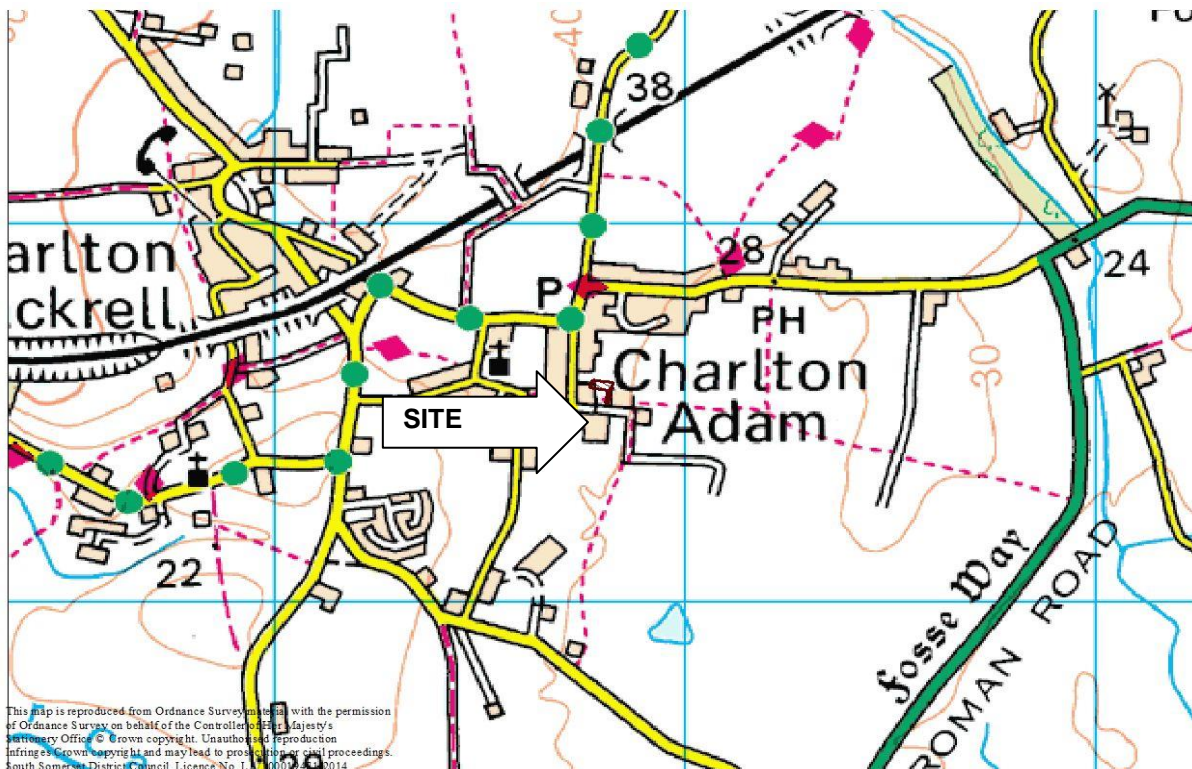 38
40
arlton
ckrell
P
28
24
PH
Charlton
Adam
30
SITE
22
Fosse Way
ROMAN ROAD
This map is reproduced from Ordnance Survey material with the permission
of Ordnance Survey on behalf of the Controller of Her Majesty's
Stationery Office © Crown copyright. Unauthorised reproduction
infringes Crown copyright and may lead to prosecution or civil proceedings.
South Somerset District Council, Licence No. 2014